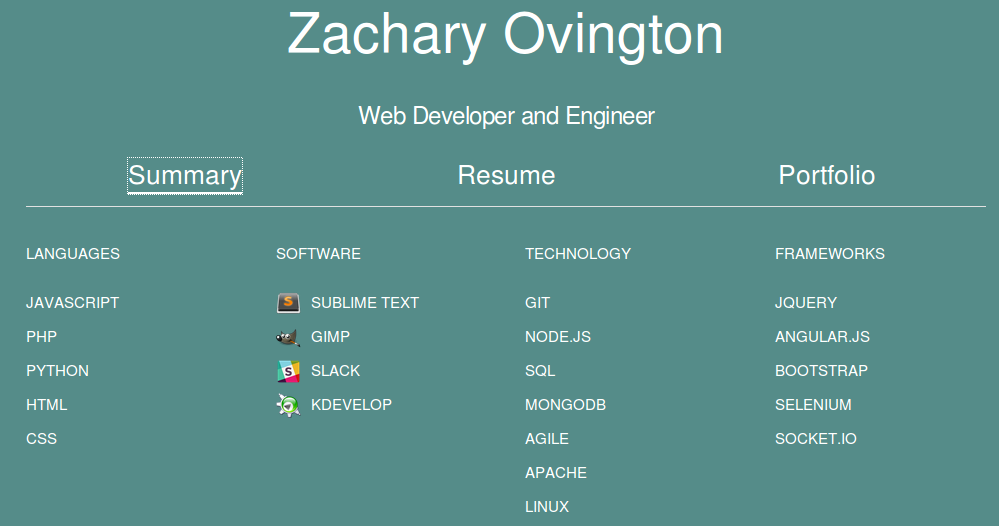 Zachary Ovington
Web Developer and Engineer
Summary Resume Portfolio
LANGUAGES SOFTWARE TECHNOLOGY FRAMEWORKS
JAVASCRIPT S SUBLIME TEXT GIT JQUERY
PHP GIMP NODE.JS ANGULAR.JS
PYTHON S SLACK SQL BOOTSTRAP
HTML KDEVELOP MONGODB SELENIUM
CSS AGILE SOCKET.IO
APACHE
LINUX